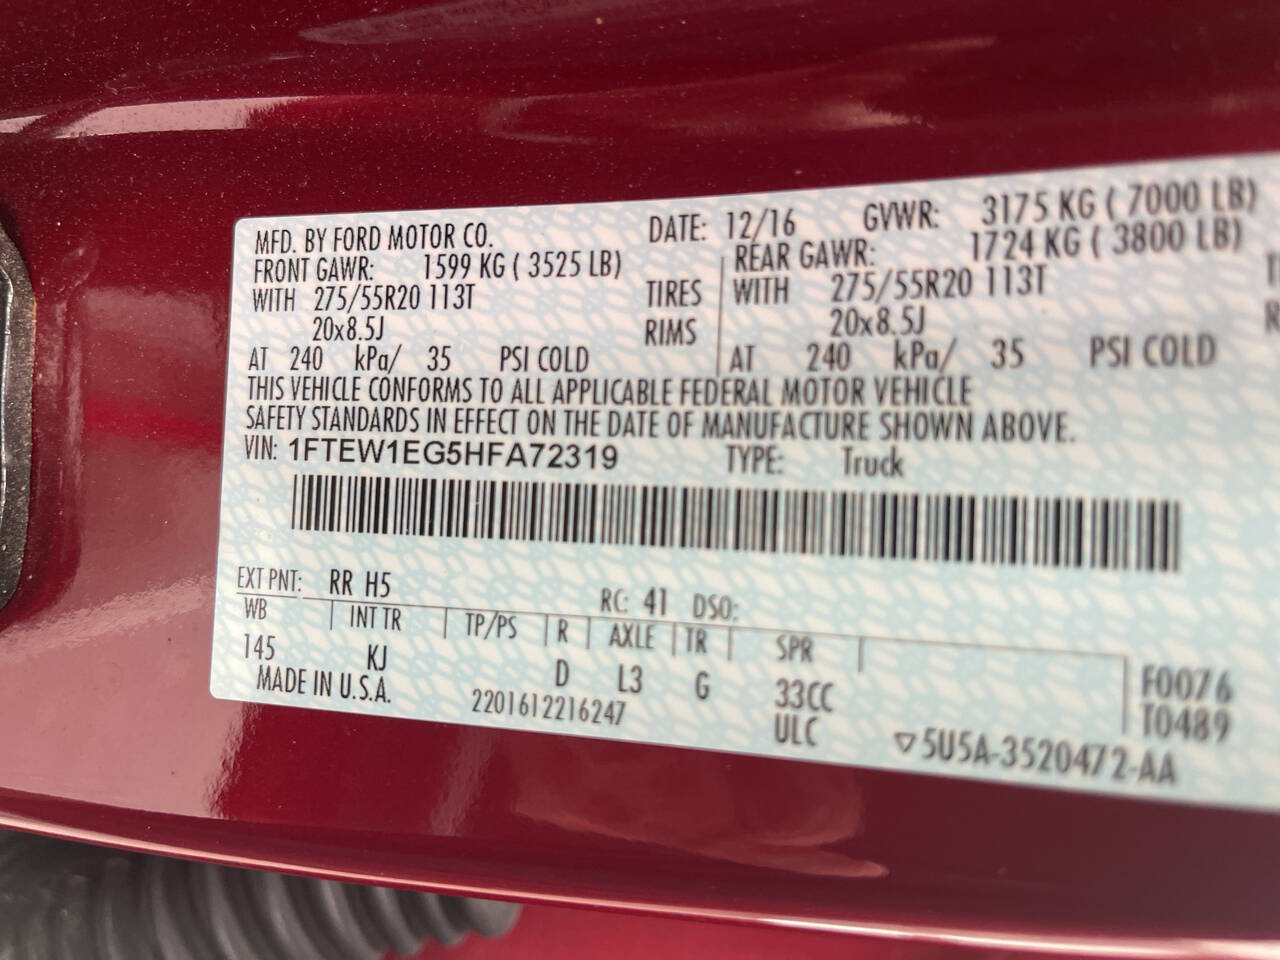 MFD. BY FORD MOTOR CO. DATE: 12/16 GVWR: 3175 KG ( 7000 LB)
FRONT GAWR: 1599 KG ( 3525 LB) REAR GAWR: 1724 KG ( 3800 LB)
WITH 275/55R20 113T TIRES WITH 275/55R20 113T
20x8.5J RIMS 20x8.5J
AT 240 kPa/ 35 PSI COLD AT 240 kPa/ 35 PSI COLD
THIS VEHICLE CONFORMS TO ALL APPLICABLE FEDERAL MOTOR VEHICLE
SAFETY STANDARDS IN EFFECT ON THE DATE OF MANUFACTURE SHOWN ABOVE.
VIN: 1FTEW1EG5HFA72319 TYPE: Truck
EXT PNT: RR H5 RC: 41 DSO:
WB INT TR TP/PS R AXLE TR SPR
145 KJ D L3 G 33CC F0076
MADE IN U.S.A. 2201612216247 ULC T0489
5U5A-3520472-AA